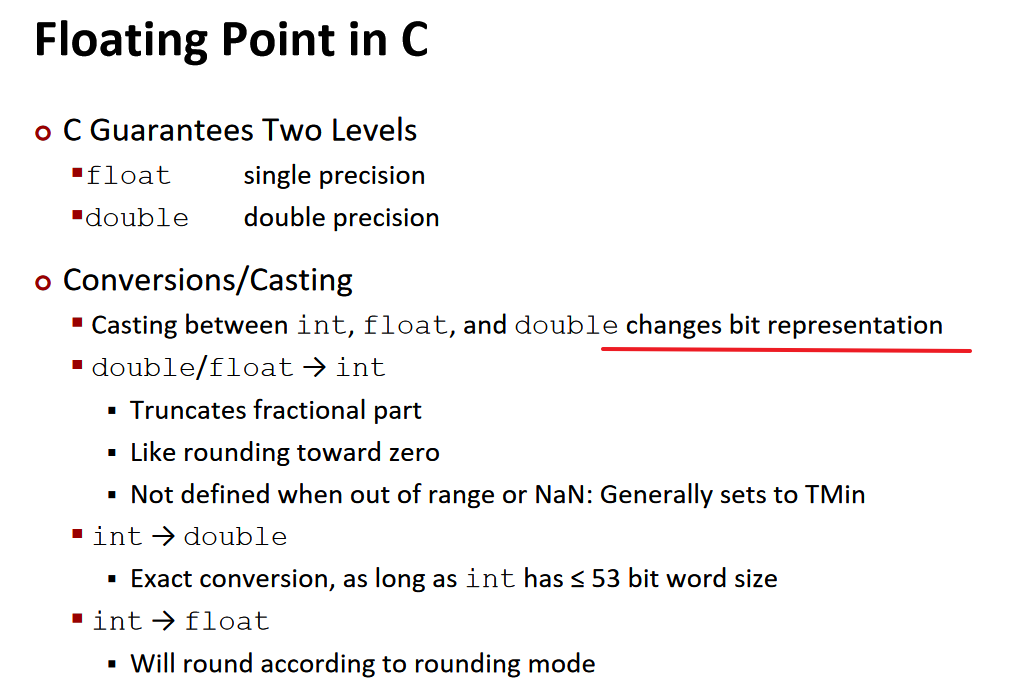 Floating Point in C
C Guarantees Two Levels
float single precision
double double precision
Conversions/Casting
Casting between int, float, and double changes bit representation
double/float → int
Truncates fractional part
Like rounding toward zero
Not defined when out of range or NaN: Generally sets to TMin
int → double
Exact conversion, as long as int has ≤ 53 bit word size
int → float
Will round according to rounding mode